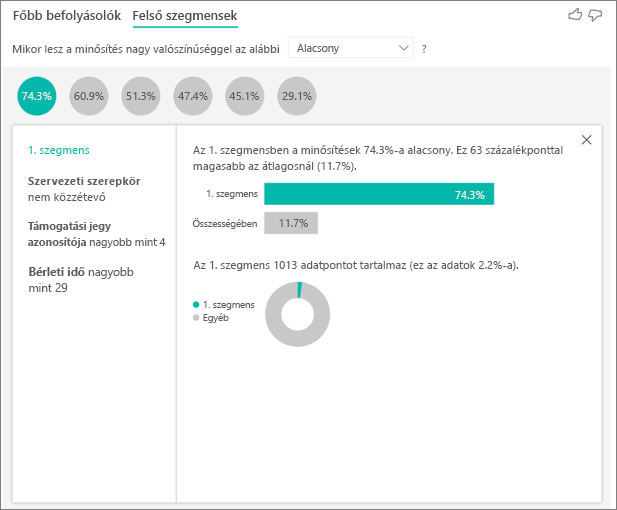 Főbb befolyásolók Felső szegmensek
Mikor lesz a minősítés nagy valószínűséggel az alábbi Alacsony ?
74.3% 60.9% 51.3% 47.4% 45.1% 29.1%
1. szegmens
Szervezeti szerepkör
nem közzétevő
Támogatási jegy
azonosítója nagyobb mint 4
Bérleti idő nagyobb
mint 29
Az 1. szegmensben a minősítések 74.3%-a alacsony. Ez 63 százalékponttal
magasabb az átlagosnál (11.7%).
1. szegmens 74.3%
Összességében 11.7%
Az 1. szegmens 1013 adatpontot tartalmaz (ez az adatok 2.2%-a).
1. szegmens
Egyéb